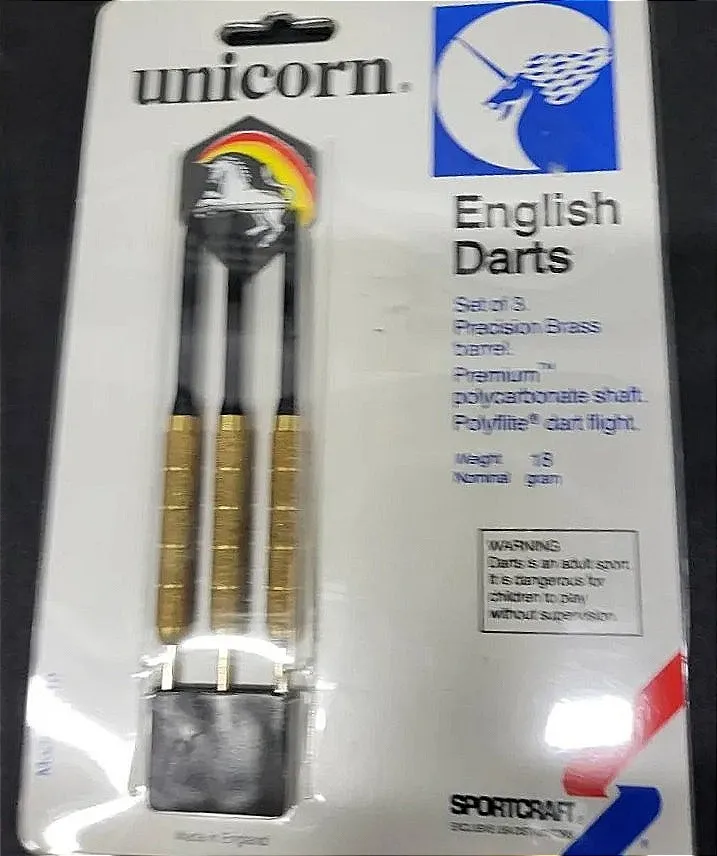 unicorn®
English
Darts
Set of 3.
Precision Brass
barrel.
Premium™
polycarbonate shaft.
Polyflite® dart flight.
Weight 18
Nominal gram
WARNING
Darts is an adult sport.
It is dangerous for
children to play
without supervision.
SPORTCRAFT®
EXCLUSIVE
Made in England